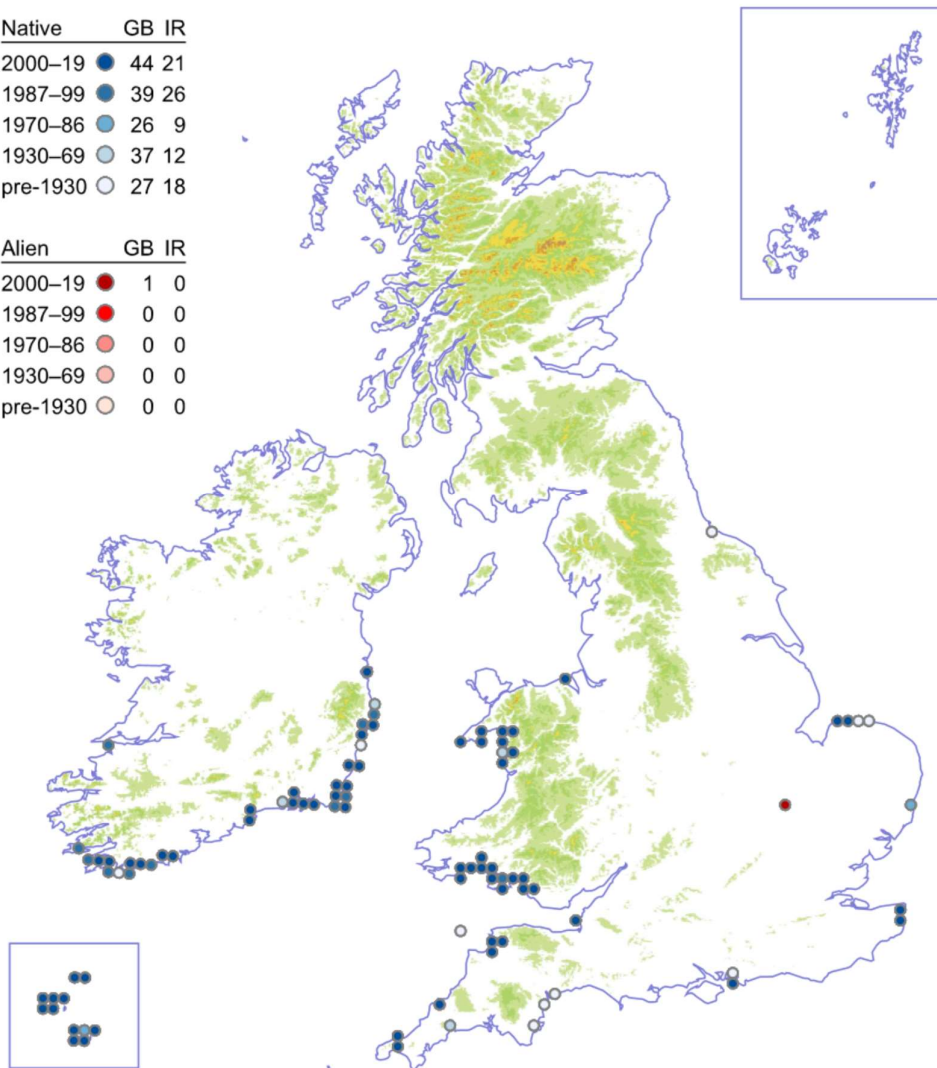 Native GB IR
2000–19 44 21
1987–99 39 26
1970–86 26 9
1930–69 37 12
pre-1930 27 18
Alien GB IR
2000–19 1 0
1987–99 0 0
1970–86 0 0
1930–69 0 0
pre-1930 0 0